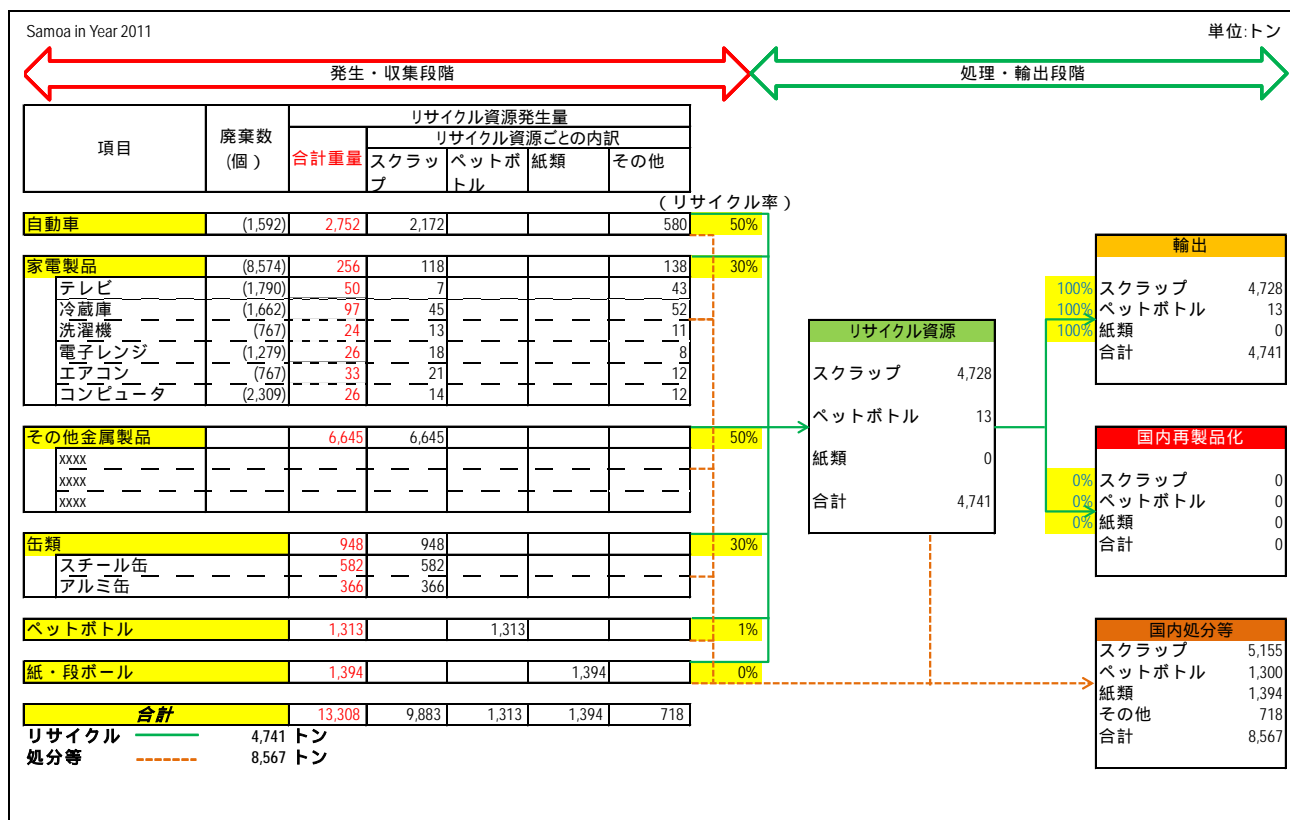 Samoa in Year 2011 単位:トン
発生・収集段階 処理・輸出段階
リサイクル資源発生量
項目 廃棄数 リサイクル資源ごとの内訳
(個 ) 合計重量 スクラッ ペットボ 紙類 その他
プ トル
(リサイクル率)
自動車 (1,592) 2,752 2,172 580 50%
家電製品 (8,574) 256 118 138 30%
テレビ (1,790) 50 7 43
冷蔵庫 (1,662) 97 45 52
洗濯機 (767) 24 13 11
電子レンジ (1,279) 26 18 8
エアコン (767) 33 21 12
コンピュータ (2,309) 26 14 12
その他金属製品 6,645 6,645 50%
xxxx
xxxx
xxxx
缶類 948 948 30%
スチール缶 582 582
アルミ缶 366 366
ペットボトル 1,313 1,313 1%
紙・段ボール 1,394 1,394 0%
合計 13,308 9,883 1,313 1,394 718
リサイクル 4,741 トン
処分等 8,567 トン
リサイクル資源
スクラップ 4,728
ペットボトル 13
紙類 0
合計 4,741
輸出
100% スクラップ 4,728
100% ペットボトル 13
100% 紙類 0
合計 4,741
国内再製品化
0% スクラップ 0
0% ペットボトル 0
0% 紙類 0
合計 0
国内処分等
スクラップ 5,155
ペットボトル 1,300
紙類 1,394
その他 718
合計 8,567